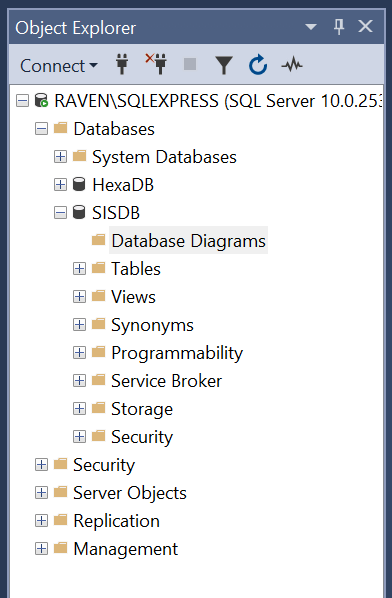 Object Explorer
Connect
RAVEN\SQLEXPRESS (SQL Server 10.0.253
Databases
System Databases
HexaDB
SISDB
Database Diagrams
Tables
Views
Synonyms
Programmability
Service Broker
Storage
Security
Security
Server Objects
Replication
Management